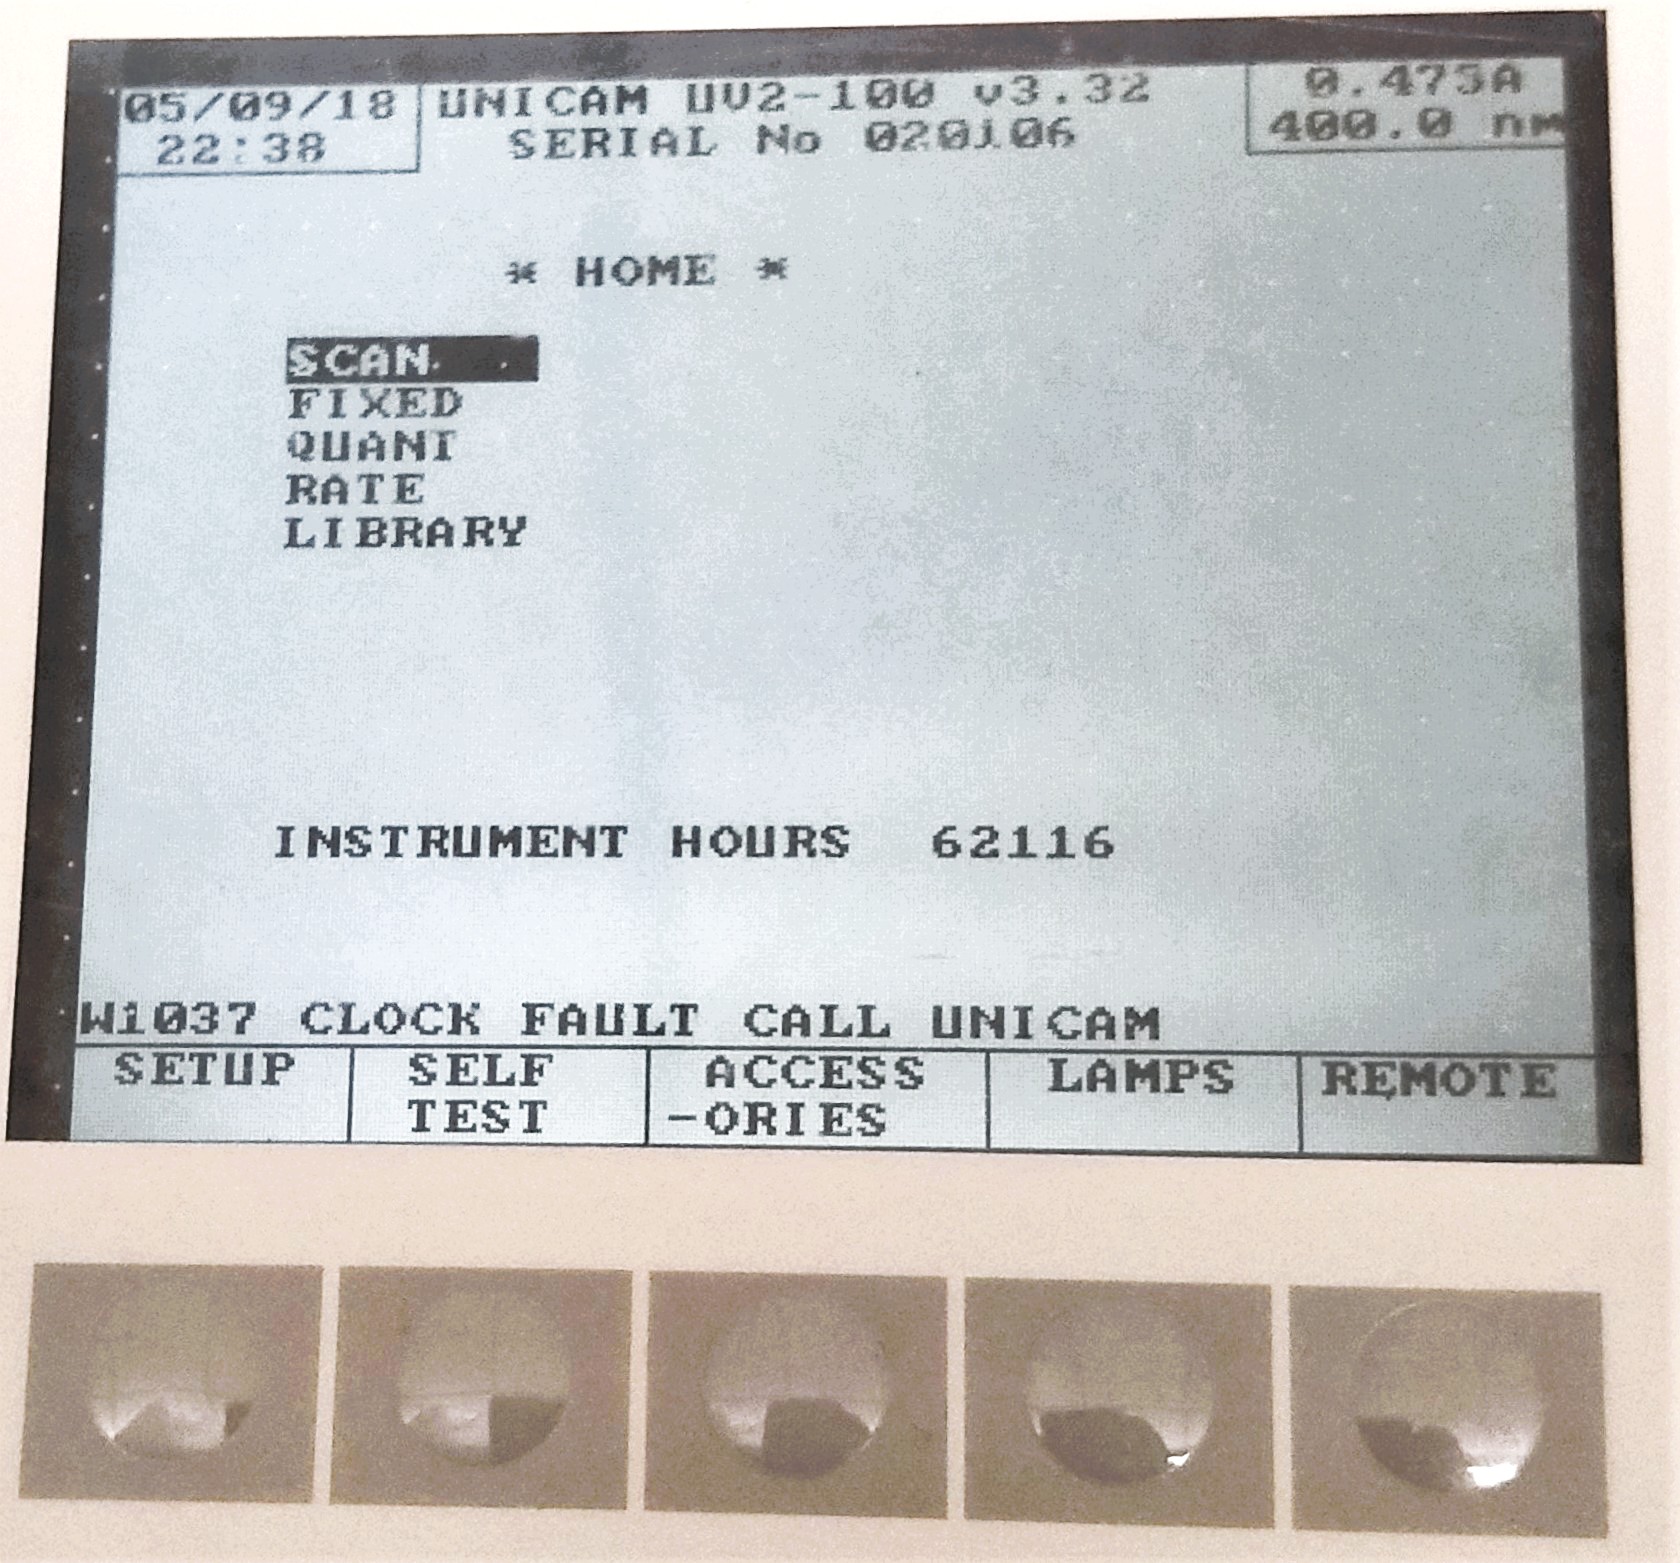 05/09/18 UNICAM UV2-100 v3.32 0.473A
22:38 SERIAL No 020106 400.0 nm
* HOME *
SCAN
FIXED
QUANT
RATE
LIBRARY
INSTRUMENT HOURS 62116
W1037 CLOCK FAULT CALL UNICAM
SETUP SELF ACCESS LAMPS REMOTE
TEST -ORIES